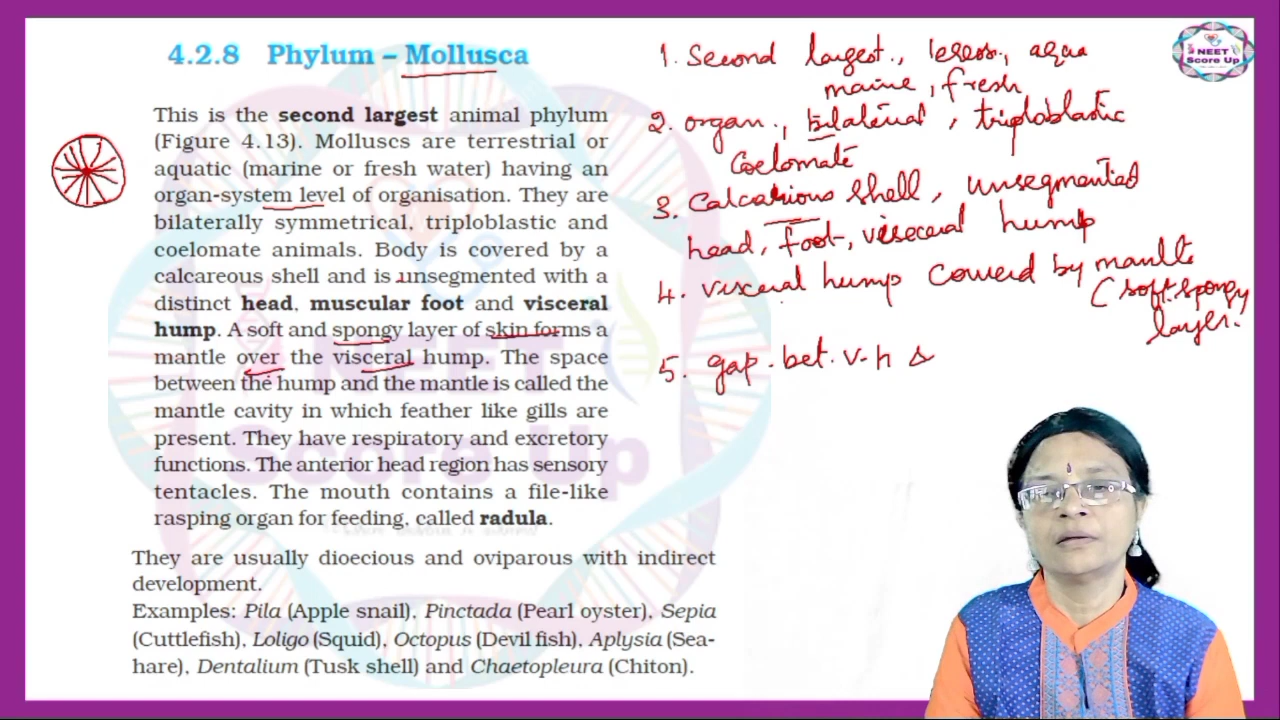 4.2.8 Phylum – Mollusca
This is the second largest animal phylum
(Figure 4.13). Molluscs are terrestrial or
aquatic (marine or fresh water) having an
organ-system level of organisation. They are
bilaterally symmetrical, triploblastic and
coelomate animals. Body is covered by a
calcareous shell and is unsegmented with a
distinct head, muscular foot and visceral
hump. A soft and spongy layer of skin forms a
mantle over the visceral hump. The space
between the hump and the mantle is called the
mantle cavity in which feather like gills are
present. They have respiratory and excretory
functions. The anterior head region has sensory
tentacles. The mouth contains a file-like
rasping organ for feeding, called radula.
They are usually dioecious and oviparous with indirect
development.
Examples: Pila (Apple snail), Pinctada (Pearl oyster), Sepia
(Cuttlefish), Loligo (Squid), Octopus (Devil fish), Aplysia (Sea-
hare), Dentalium (Tusk shell) and Chaetopleura (Chiton).
1. Second largest., aqua
marine, fresh
2. organ., bilaterial, triploblastic
Coelomate
3. Calcarious shell, unsegmented
head, foot, visceral hump
4. visceral hump covered by mantle
(soft. spongy
layer.
5. gap. bet. v-h &
NEET
Score Up
NEET
Score Up